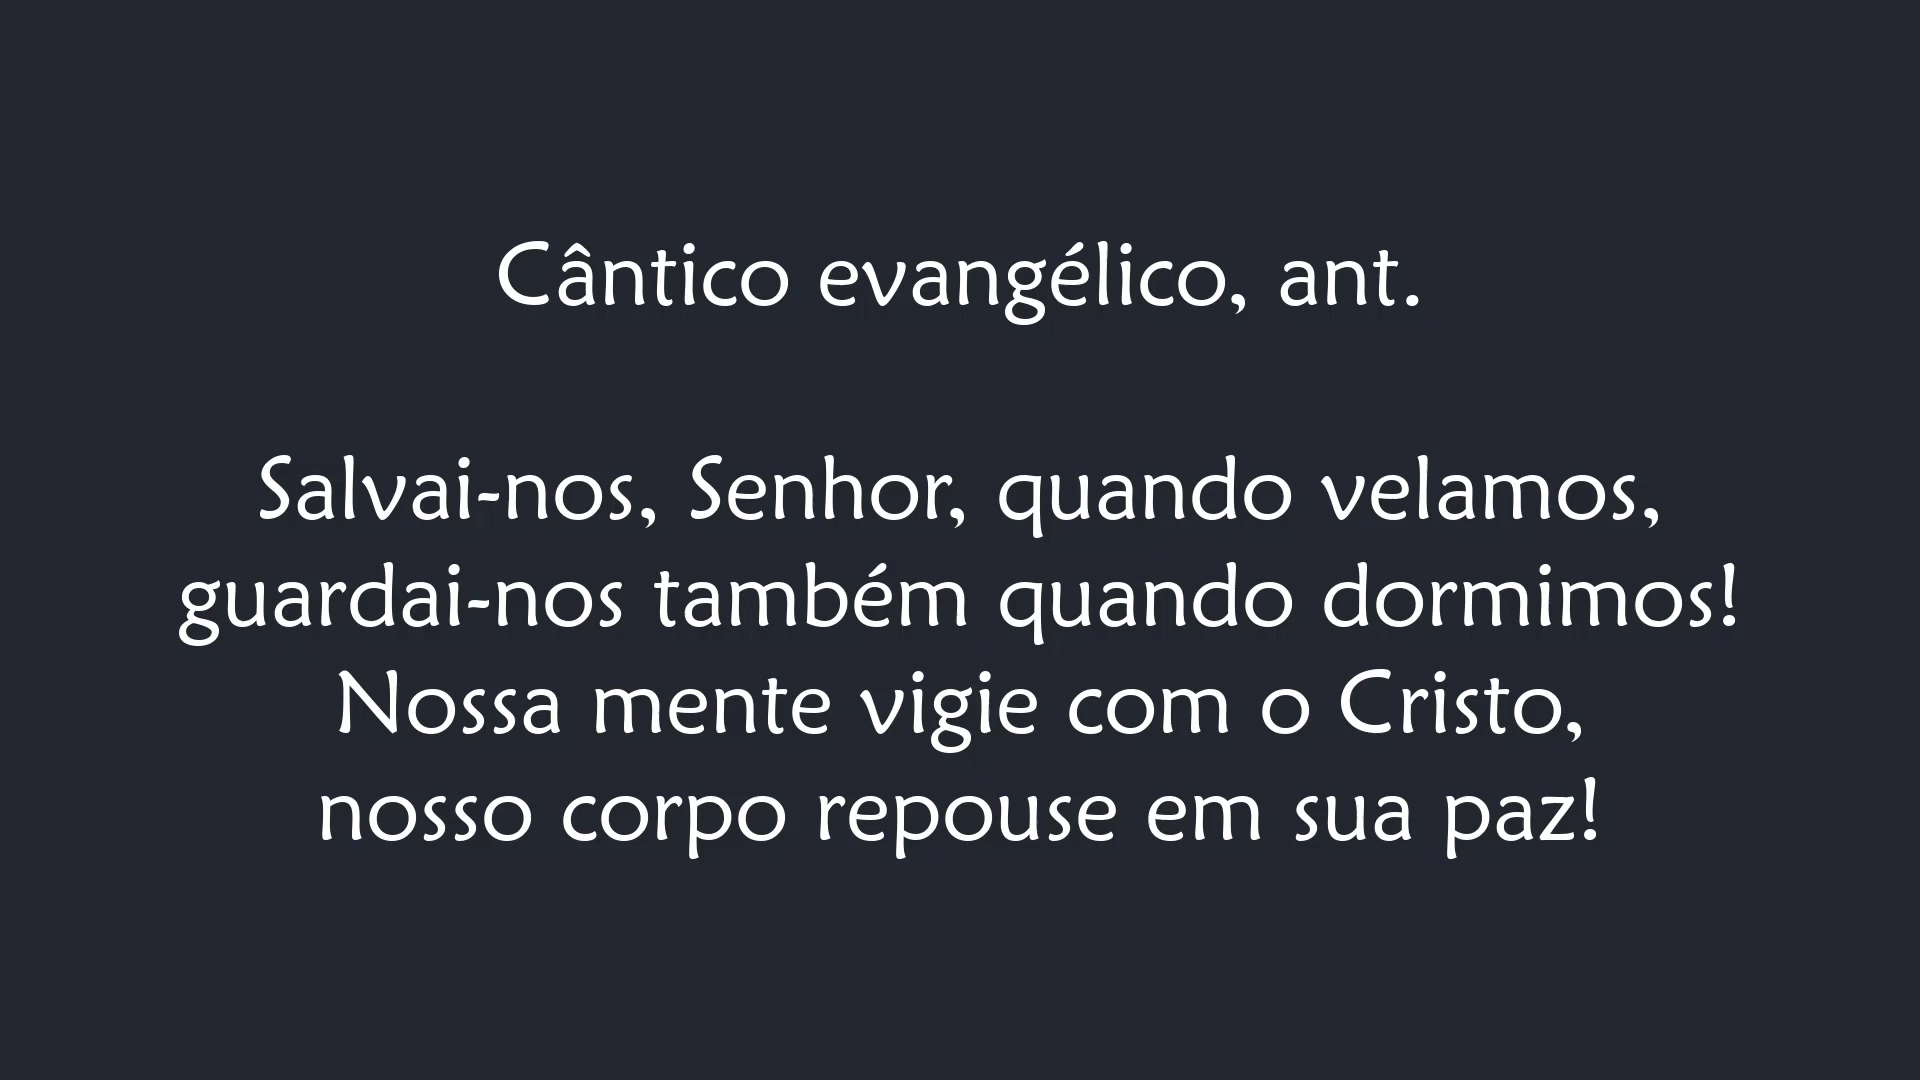 Cântico evangélico, ant.
Salvai-nos, Senhor, quando velamos,
guardai-nos também quando dormimos!
Nossa mente vigie com o Cristo,
nosso corpo repouse em sua paz!